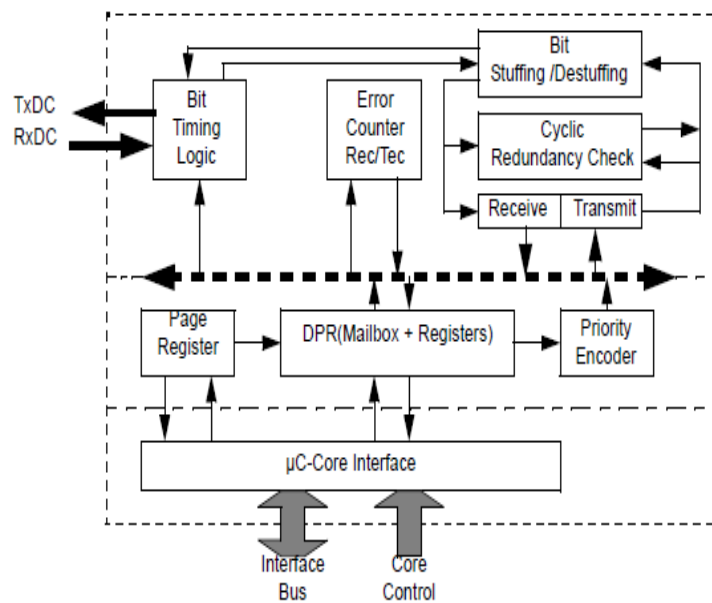 Bit
Stuffing /Destuffing
TxDC
RxDC
Bit
Timing
Logic
Error
Counter
Rec/Tec
Cyclic
Redundancy Check
Receive
Transmit
Page
Register
DPR(Mailbox + Registers)
Priority
Encoder
µC-Core Interface
Interface
Bus
Core
Control